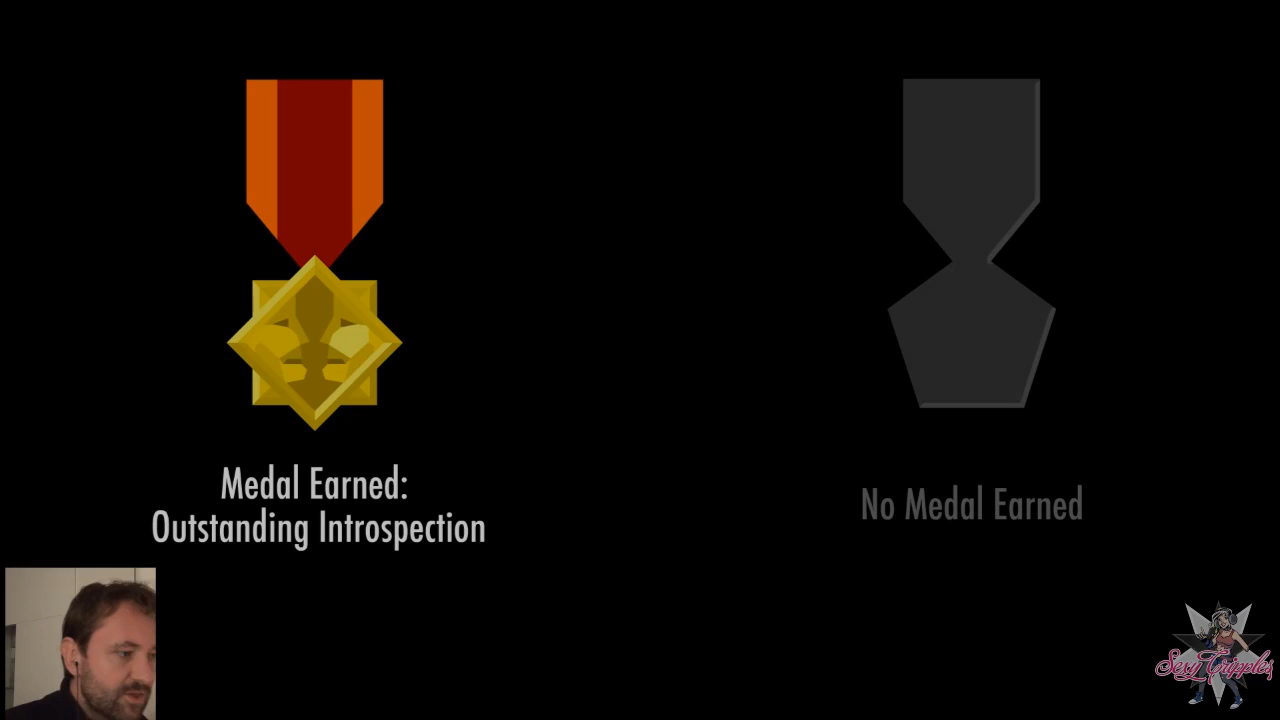 Medal Earned:
Outstanding Introspection
No Medal Earned
Sexy Cripples